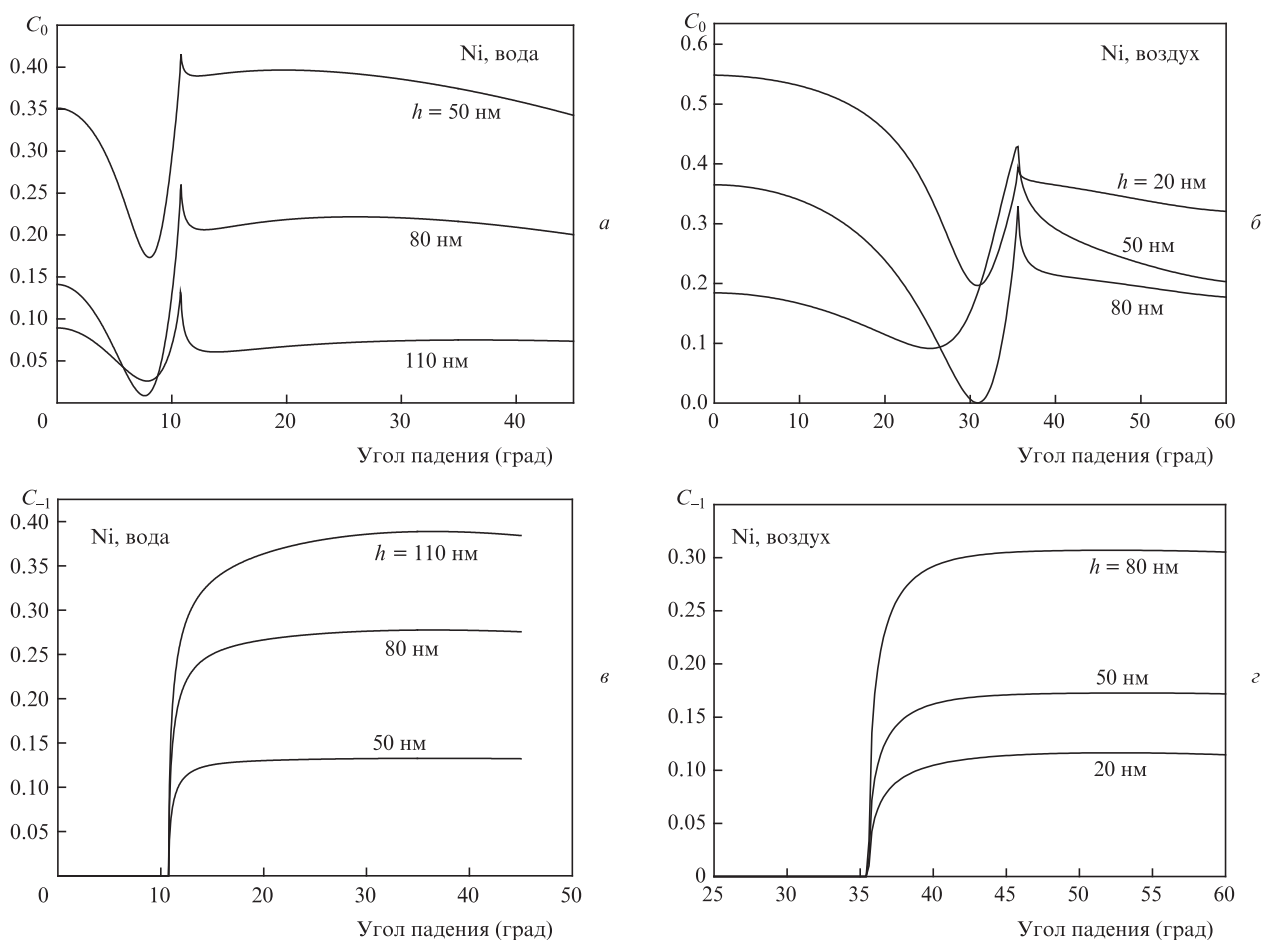 C₀
Ni, вода
0.40
0.35
0.30
0.25
0.20
0.15
0.10
0.05
0
h = 50 нм
80 нм
110 нм
10
20
30
40
Угол падения (град)
а
C₀
Ni, воздух
0.6
0.5
0.4
0.3
0.2
0.1
0.0
h = 20 нм
50 нм
80 нм
0
10
20
30
40
50
60
Угол падения (град)
б
C₋₁
Ni, вода
0.40
0.35
0.30
0.25
0.20
0.15
0.10
0.05
0
h = 110 нм
80 нм
50 нм
10
20
30
40
50
Угол падения (град)
в
C₋₁
Ni, воздух
0.30
0.25
0.20
0.15
0.10
0.05
0
h = 80 нм
50 нм
20 нм
25
30
35
40
45
50
55
60
Угол падения (град)
г